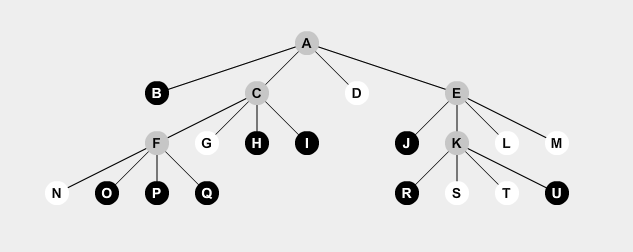 A
B C D E
F G H I J K L M
N O P Q R S T U